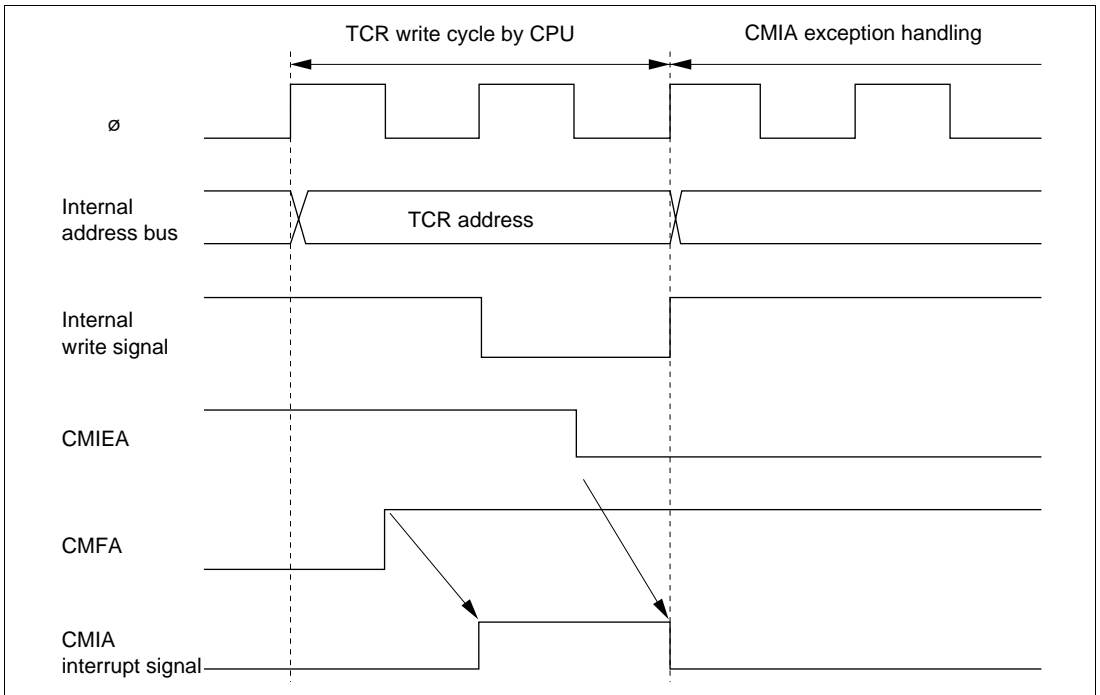 TCR write cycle by CPU
CMIA exception handling
ø
Internal
address bus
TCR address
Internal
write signal
CMIEA
CMFA
CMIA
interrupt signal